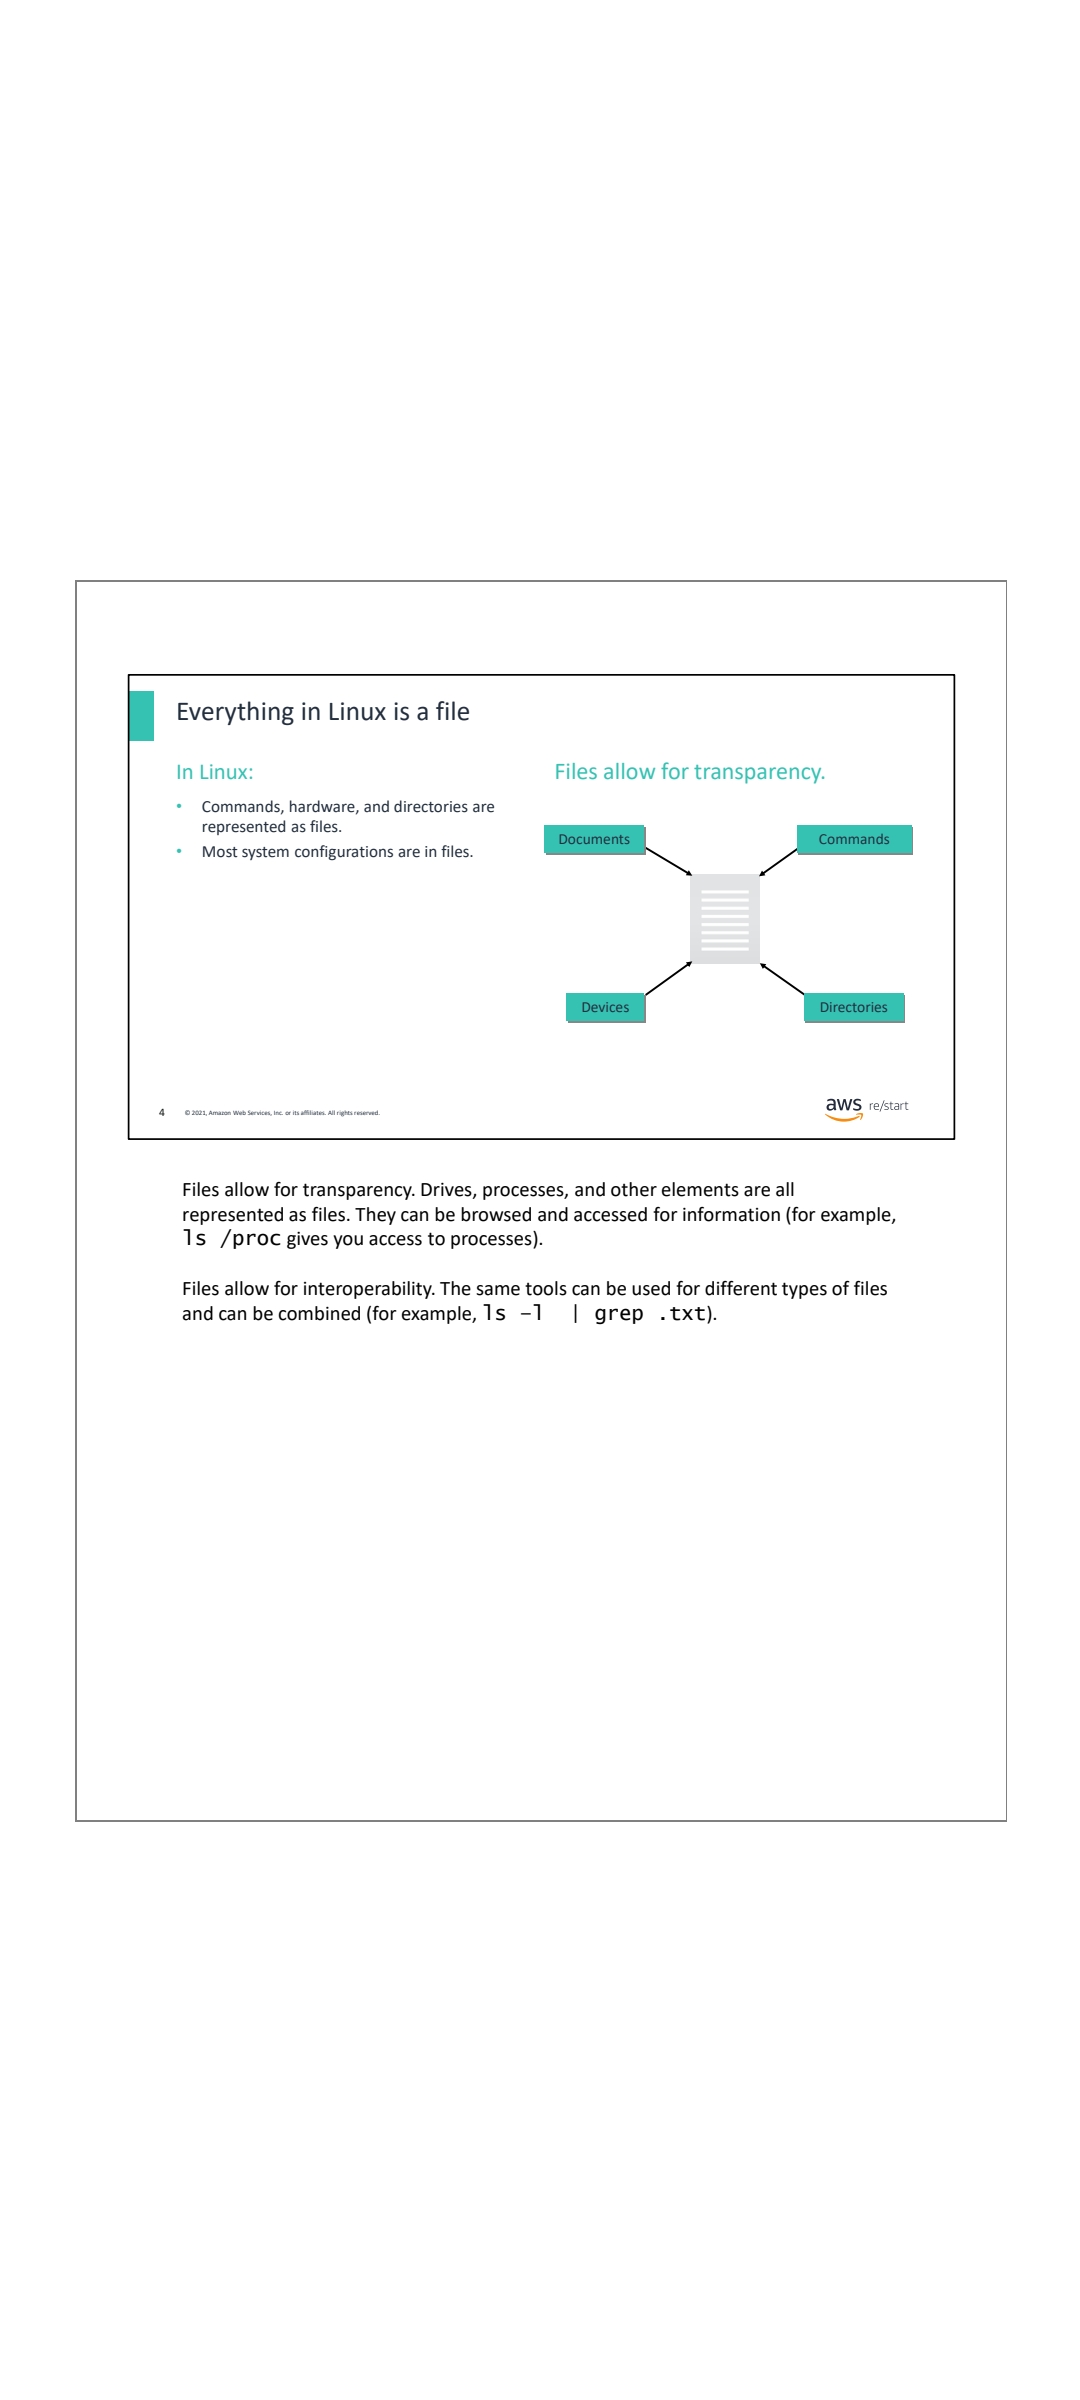 Everything in Linux is a file
In Linux:
• Commands, hardware, and directories are
represented as files.
• Most system configurations are in files.
Files allow for transparency.
Documents
Commands
Devices
Directories
4
© 2021, Amazon Web Services, Inc. or its affiliates. All rights reserved.
aws re/start
Files allow for transparency. Drives, processes, and other elements are all
represented as files. They can be browsed and accessed for information (for example,
ls /proc gives you access to processes).
Files allow for interoperability. The same tools can be used for different types of files
and can be combined (for example, ls –l  | grep .txt).